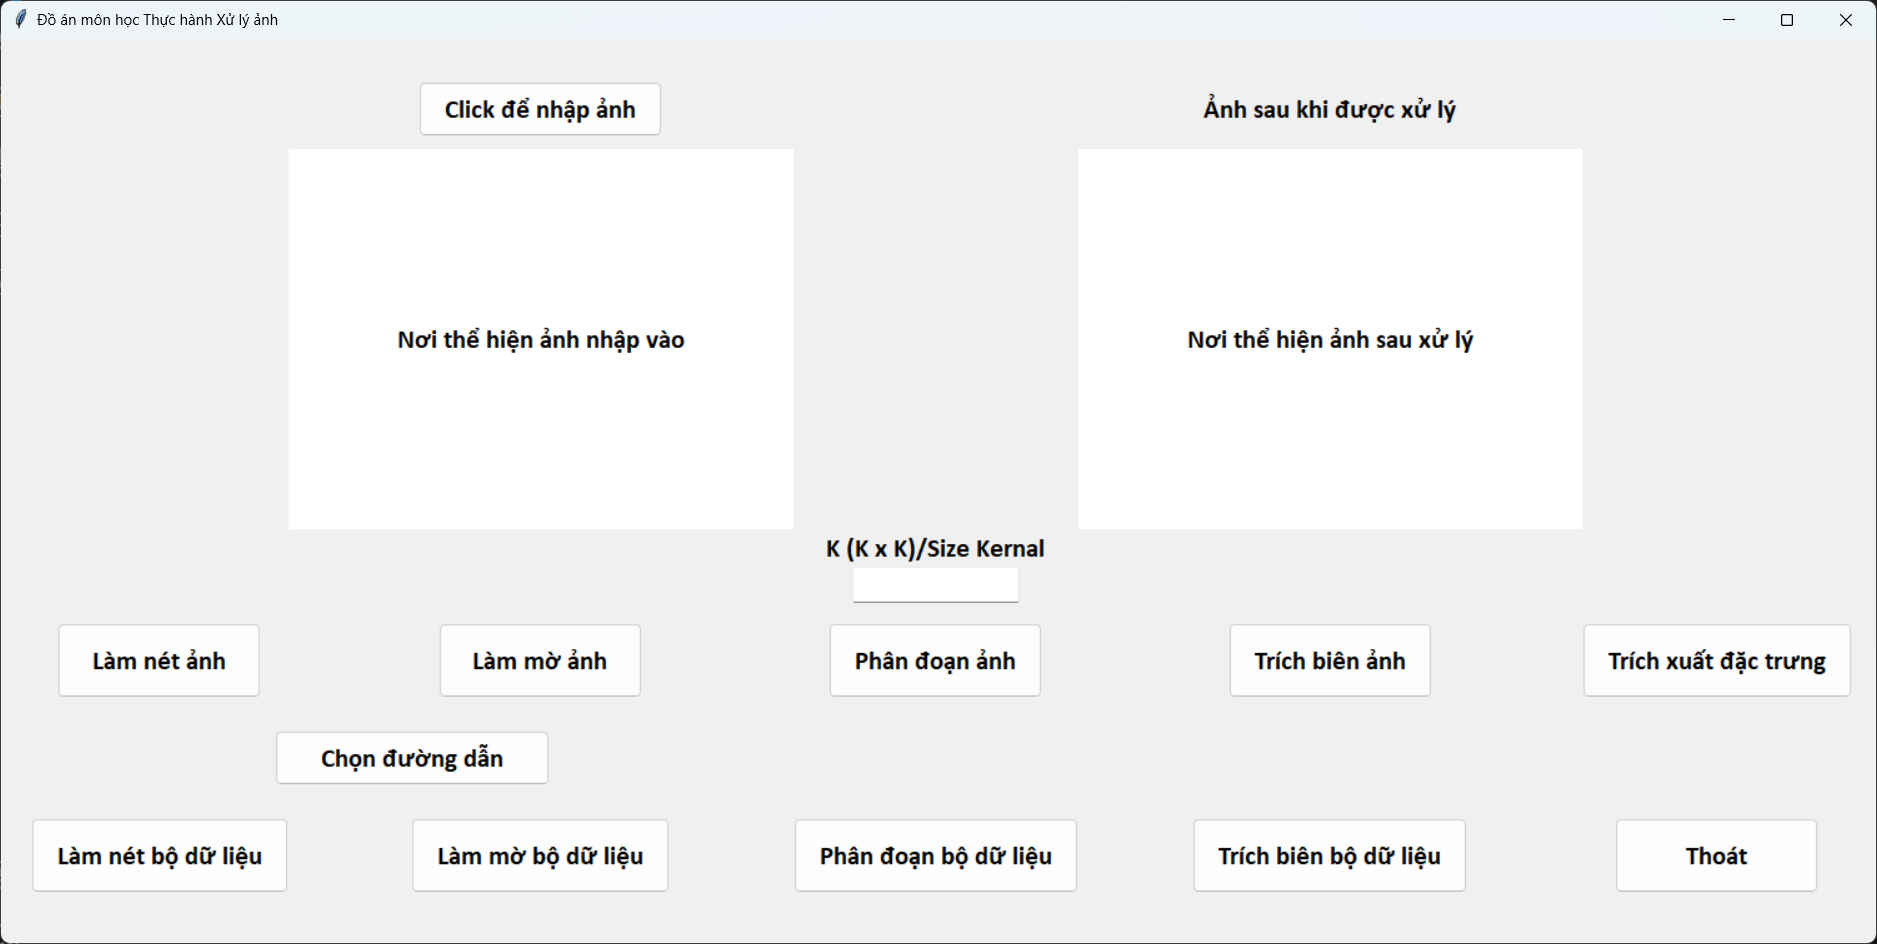 Đồ án môn học Thực hành Xử lý ảnh
Click để nhập ảnh
Ảnh sau khi được xử lý
Nơi thể hiện ảnh nhập vào
Nơi thể hiện ảnh sau xử lý
K (K x K)/Size Kernal
Làm nét ảnh
Làm mờ ảnh
Phân đoạn ảnh
Trích biên ảnh
Trích xuất đặc trưng
Chọn đường dẫn
Làm nét bộ dữ liệu
Làm mờ bộ dữ liệu
Phân đoạn bộ dữ liệu
Trích biên bộ dữ liệu
Thoát